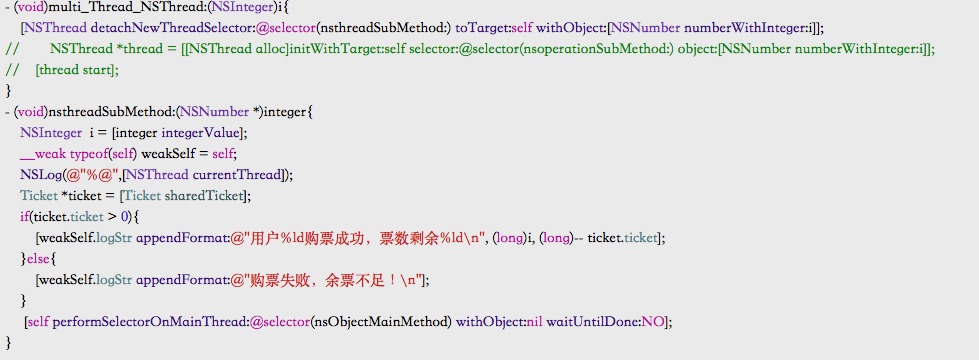 - (void)multi_Thread_NSThread:(NSInteger)i{
[NSThread detachNewThreadSelector:@selector(nsthreadSubMethod:) toTarget:self withObject:[NSNumber numberWithInteger:i]];
// NSThread *thread = [[NSThread alloc]initWithTarget:self selector:@selector(nsoperationSubMethod:) object:[NSNumber numberWithInteger:i]];
// [thread start];
}
- (void)nsthreadSubMethod:(NSNumber *)integer{
NSInteger i = [integer integerValue];
__weak typeof(self) weakSelf = self;
NSLog(@"%@",[NSThread currentThread]);
Ticket *ticket = [Ticket sharedTicket];
if(ticket.ticket > 0){
[weakSelf.logStr appendFormat:@"用户%ld购票成功，票数剩余%ld\n", (long)i, (long)-- ticket.ticket];
}else{
[weakSelf.logStr appendFormat:@"购票失败，余票不足！\n"];
}
[self performSelectorOnMainThread:@selector(nsObjectMainMethod) withObject:nil waitUntilDone:NO];
}